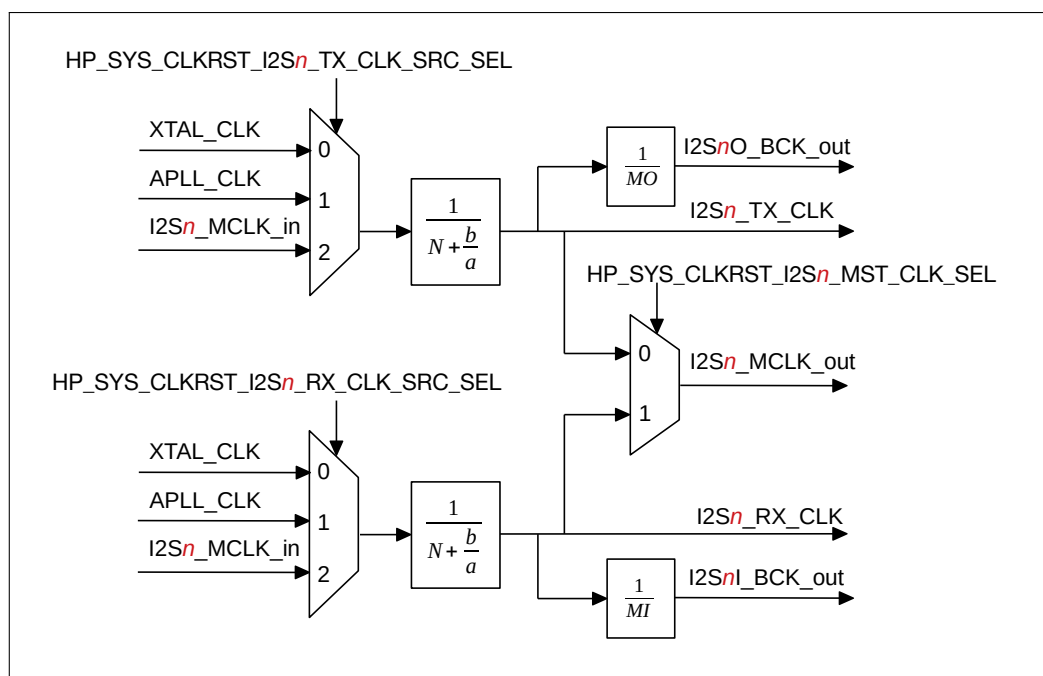 HP_SYS_CLKRST_I2Sn_TX_CLK_SRC_SEL
XTAL_CLK
0
APLL_CLK
1
I2Sn_MCLK_in
2
1
N + b
a
1
MO
I2SnO_BCK_out
I2Sn_TX_CLK
HP_SYS_CLKRST_I2Sn_MST_CLK_SEL
0
1
I2Sn_MCLK_out
HP_SYS_CLKRST_I2Sn_RX_CLK_SRC_SEL
XTAL_CLK
0
APLL_CLK
1
I2Sn_MCLK_in
2
1
N + b
a
I2Sn_RX_CLK
1
MI
I2SnI_BCK_out